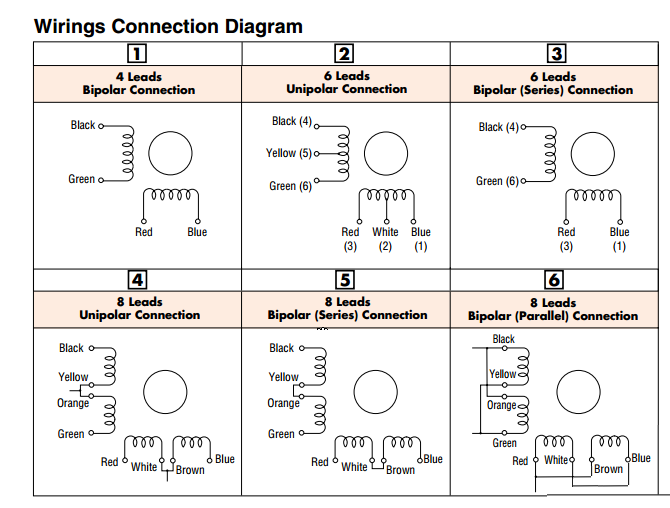 Wirings Connection Diagram
1
2
3
4 Leads
Bipolar Connection
6 Leads
Unipolar Connection
6 Leads
Bipolar (Series) Connection
Black
Green
Red
Blue
Black (4)
Yellow (5)
Green (6)
Red
(3)
White
(2)
Blue
(1)
Black (4)
Green (6)
Red
(3)
Blue
(1)
4
5
6
8 Leads
Unipolar Connection
8 Leads
Bipolar (Series) Connection
8 Leads
Bipolar (Parallel) Connection
Black
Yellow
Orange
Green
Red
White
Brown
Blue
Black
Yellow
Orange
Green
Red
White
Brown
Blue
Black
Yellow
Orange
Green
Red
White
Brown
Blue